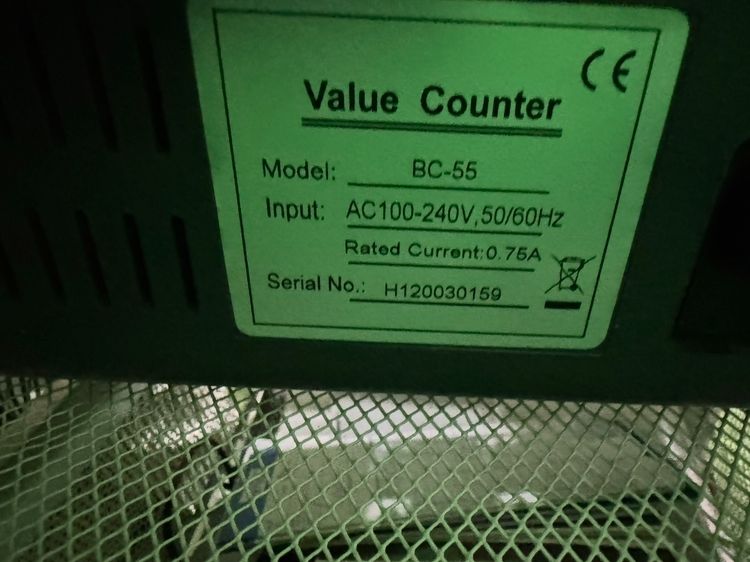 CE
Value Counter
Model: BC-55
Input: AC100-240V,50/60Hz
Rated Current:0.75A
Serial No.: H120030159